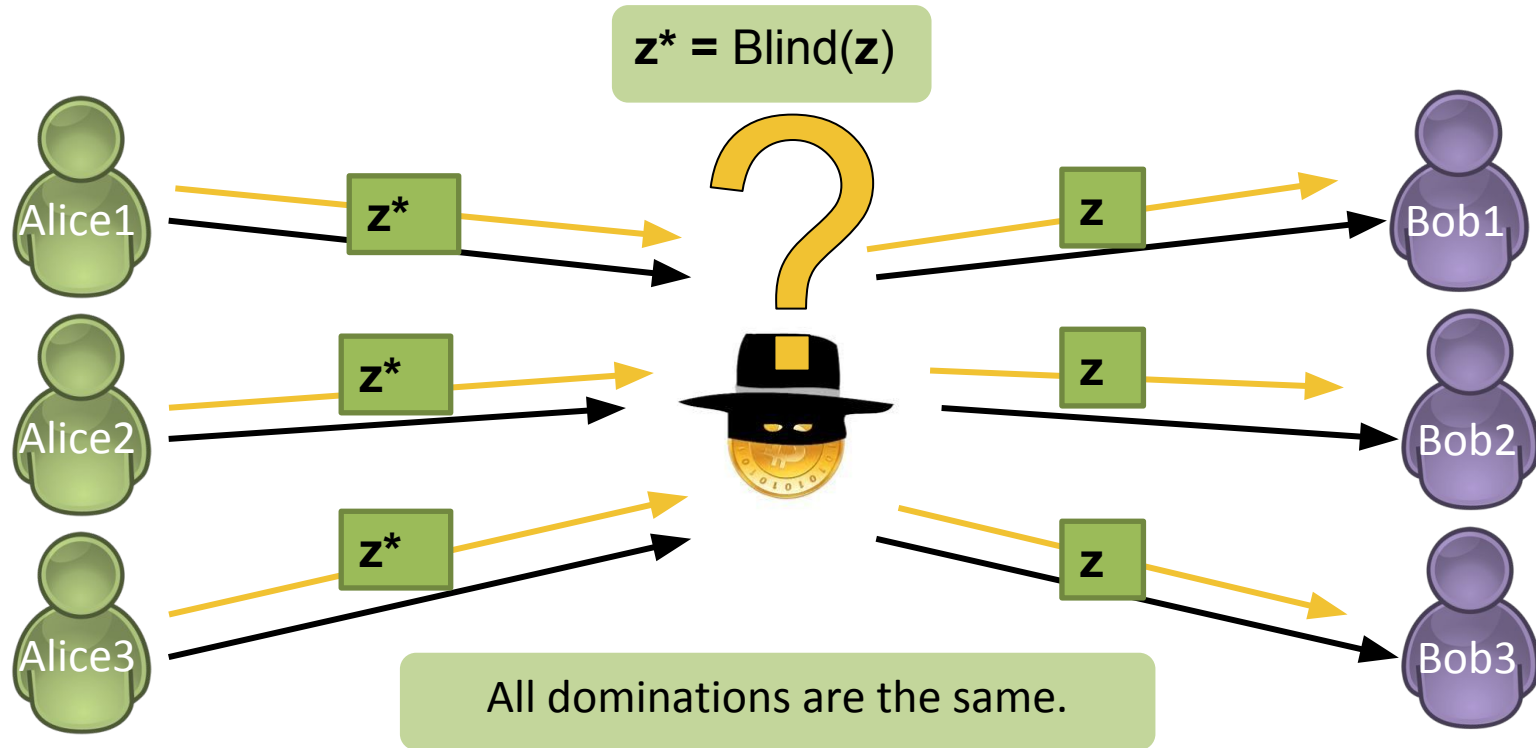 z* = Blind(z)
Alice1
z*
?
z
Bob1
Alice2
z*
z
Bob2
Alice3
z*
z
Bob3
All dominations are the same.